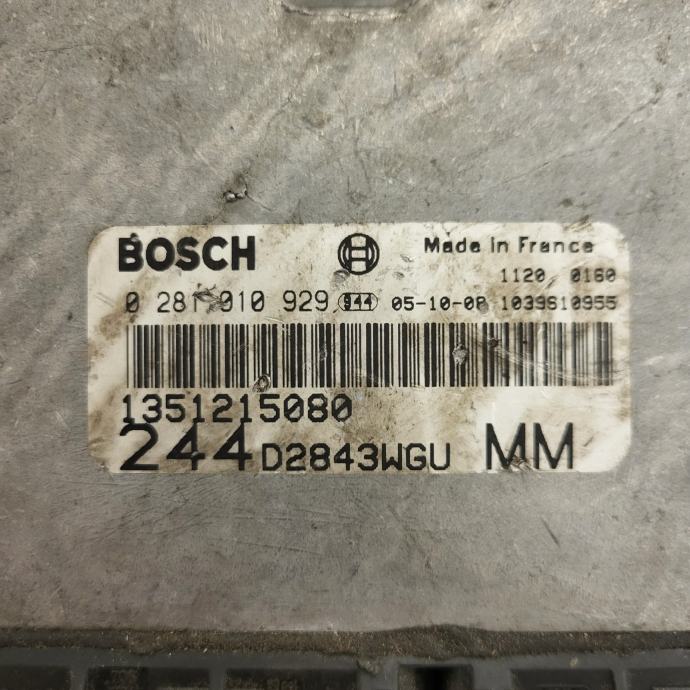 BOSCH Made in France
1120 0160
0 281 010 929 944 05-10-08 1039S10955
1351215080
244 D2843WGU MM